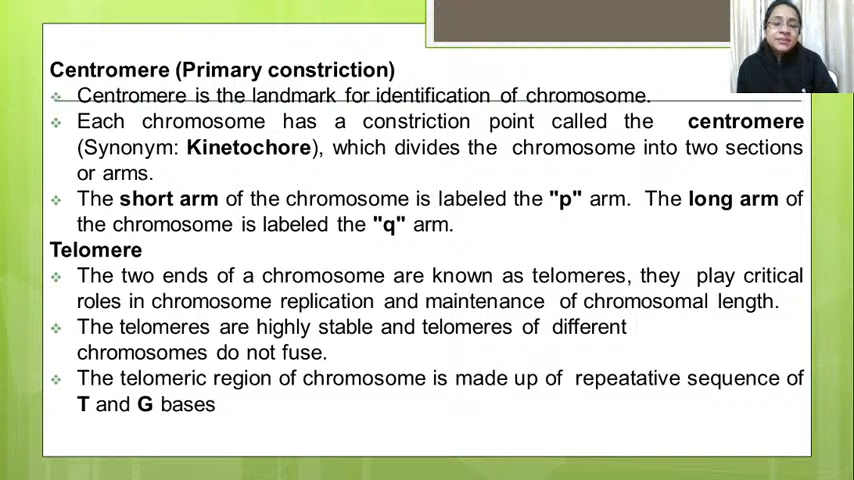 Centromere (Primary constriction)
Centromere is the landmark for identification of chromosome.
Each chromosome has a constriction point called the centromere
(Synonym: Kinetochore), which divides the chromosome into two sections
or arms.
The short arm of the chromosome is labeled the "p" arm. The long arm of
the chromosome is labeled the "q" arm.
Telomere
The two ends of a chromosome are known as telomeres, they play critical
roles in chromosome replication and maintenance of chromosomal length.
The telomeres are highly stable and telomeres of different
chromosomes do not fuse.
The telomeric region of chromosome is made up of repeatative sequence of
T and G bases